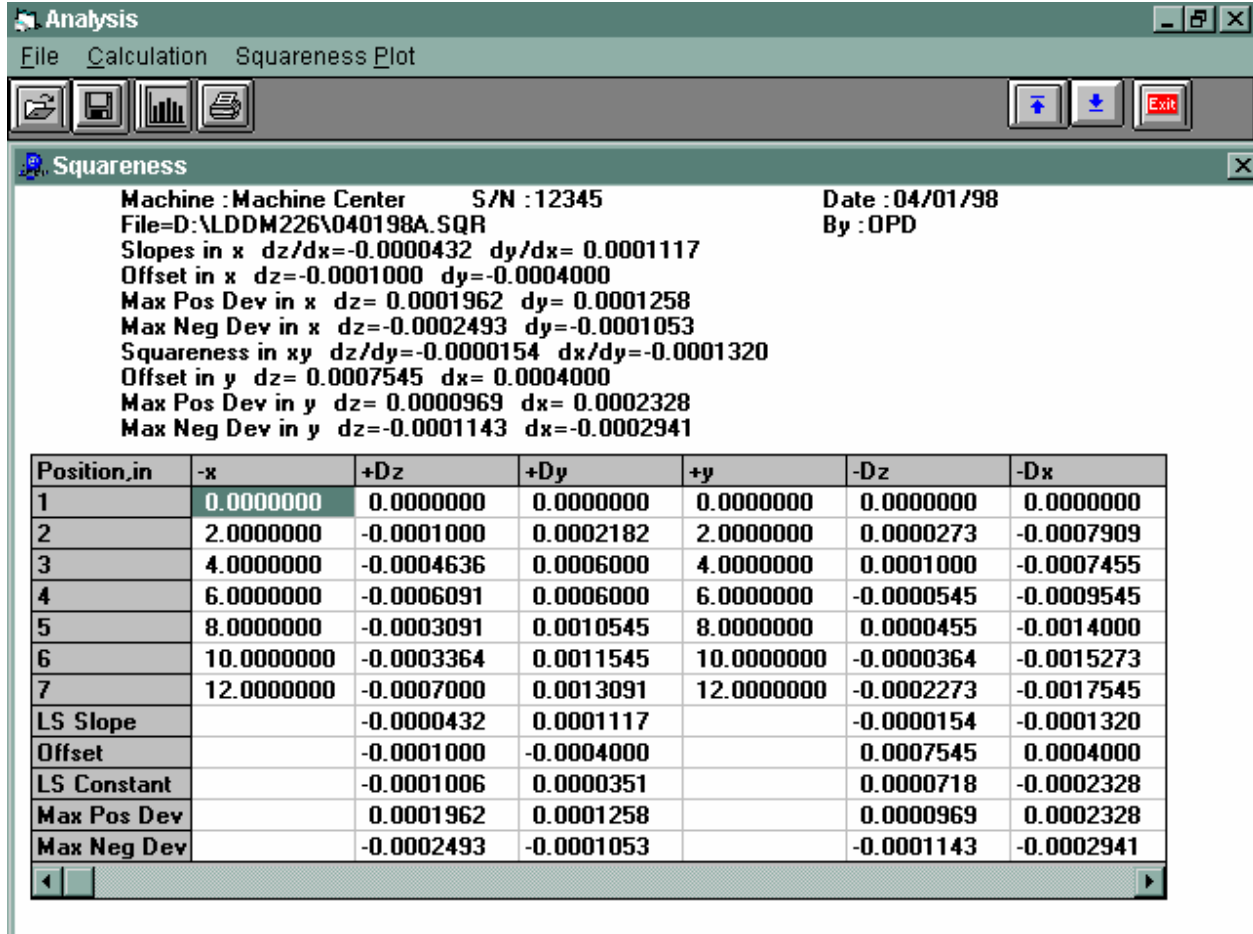 Analysis
File Calculation Squareness Plot
Exit
Squareness
Machine :Machine Center S/N :12345 Date :04/01/98
File=D:\LDDM226\040198A.SQR By :OPD
Slopes in x dz/dx=-0.0000432 dy/dx= 0.0001117
Offset in x dz=-0.0001000 dy=-0.0004000
Max Pos Dev in x dz= 0.0001962 dy= 0.0001258
Max Neg Dev in x dz=-0.0002493 dy=-0.0001053
Squareness in xy dz/dy=-0.0000154 dx/dy=-0.0001320
Offset in y dz= 0.0007545 dx= 0.0004000
Max Pos Dev in y dz= 0.0000969 dx= 0.0002328
Max Neg Dev in y dz=-0.0001143 dx=-0.0002941
Position,in -x +Dz +Dy +y -Dz -Dx
1 0.0000000 0.0000000 0.0000000 0.0000000 0.0000000 0.0000000
2 2.0000000 -0.0001000 0.0002182 2.0000000 0.0000273 -0.0007909
3 4.0000000 -0.0004636 0.0006000 4.0000000 0.0001000 -0.0007455
4 6.0000000 -0.0006091 0.0006000 6.0000000 -0.0000545 -0.0009545
5 8.0000000 -0.0003091 0.0010545 8.0000000 0.0000455 -0.0014000
6 10.0000000 -0.0003364 0.0011545 10.0000000 -0.0000364 -0.0015273
7 12.0000000 -0.0007000 0.0013091 12.0000000 -0.0002273 -0.0017545
LS Slope -0.0000432 0.0001117 -0.0000154 -0.0001320
Offset -0.0001000 -0.0004000 0.0007545 0.0004000
LS Constant -0.0001006 0.0000351 0.0000718 -0.0002328
Max Pos Dev 0.0001962 0.0001258 0.0000969 0.0002328
Max Neg Dev -0.0002493 -0.0001053 -0.0001143 -0.0002941